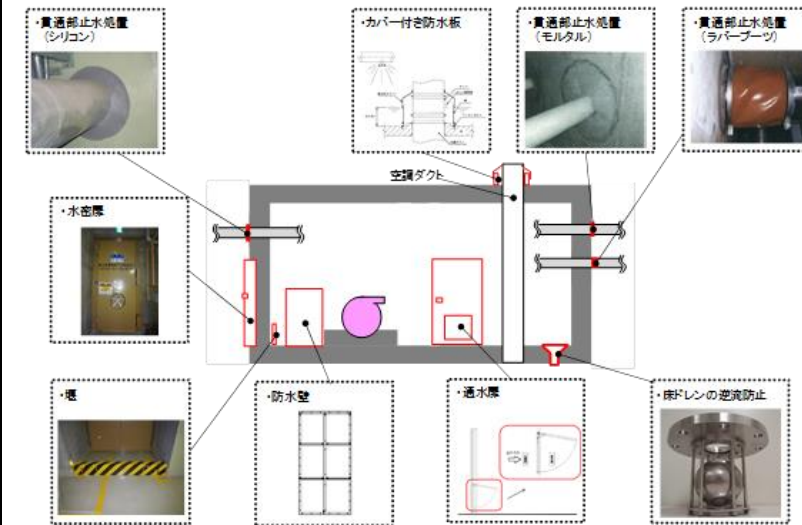 ・貫通部止水処置
(シリコン)
・カバー付き防水板
・貫通部止水処置
(モルタル)
・貫通部止水処置
(ラバーブーツ)
空調ダクト
・水密扉
・堰
・防水壁
・通水扉
・床ドレンの逆流防止